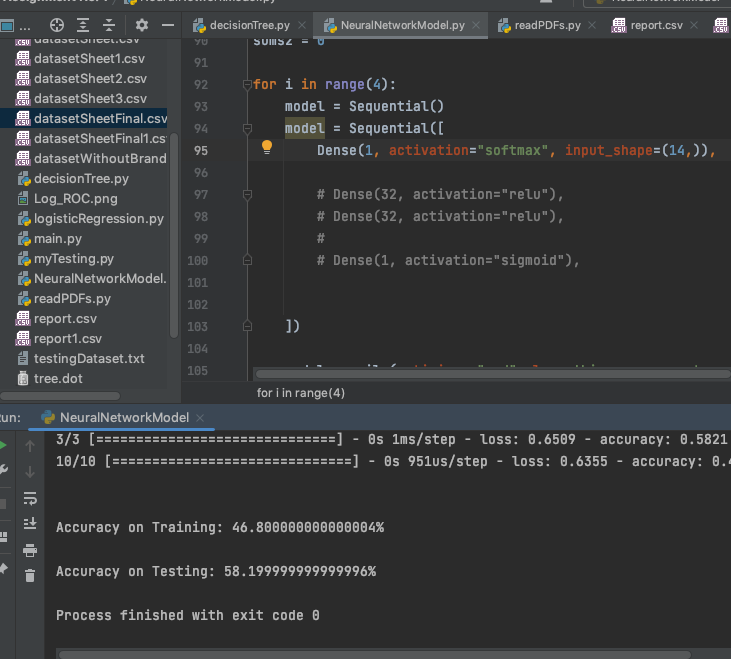 NeuralNetworkModel.py
...
decisionTree.py
NeuralNetworkModel.py
readPDFs.py
report.csv
datasetSheet.csv
datasetSheet1.csv
datasetSheet2.csv
datasetSheet3.csv
datasetSheetFinal.csv
datasetSheetFinal1.cs
datasetWithoutBrand
decisionTree.py
Log_ROC.png
logisticRegression.py
main.py
myTesting.py
NeuralNetworkModel.
readPDFs.py
report.csv
report1.csv
testingDataset.txt
tree.dot
90 sums2 = 0
91
92 for i in range(4):
93 model = Sequential()
94 model = Sequential([
95 Dense(1, activation="softmax", input_shape=(14,)),
96
97 # Dense(32, activation="relu"),
98 # Dense(32, activation="relu"),
99 #
100 # Dense(1, activation="sigmoid"),
101
102
103 ])
104
105
for i in range(4)
un: NeuralNetworkModel
3/3 [==============================] - 0s 1ms/step - loss: 0.6509 - accuracy: 0.5821
10/10 [==============================] - 0s 951us/step - loss: 0.6355 - accuracy: 0.4
Accuracy on Training: 46.800000000000004%
Accuracy on Testing: 58.199999999999996%
Process finished with exit code 0